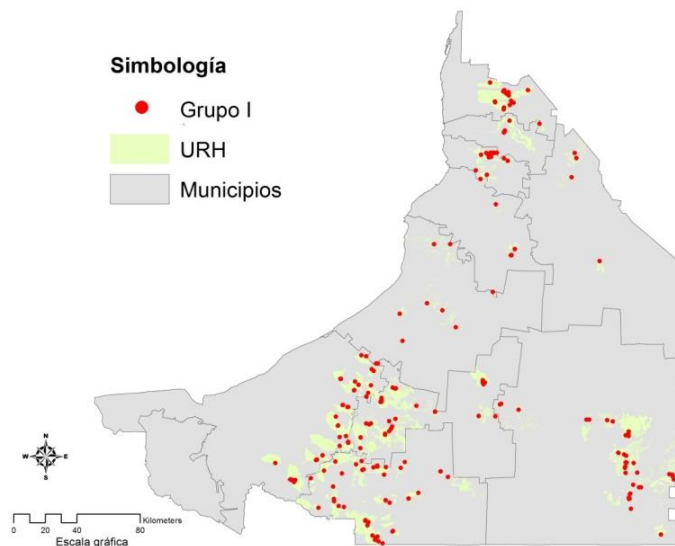 Simbología
Grupo I
URH
Municipios
N
W E
S
Kilometers
0 20 40 80
Escala gráfica